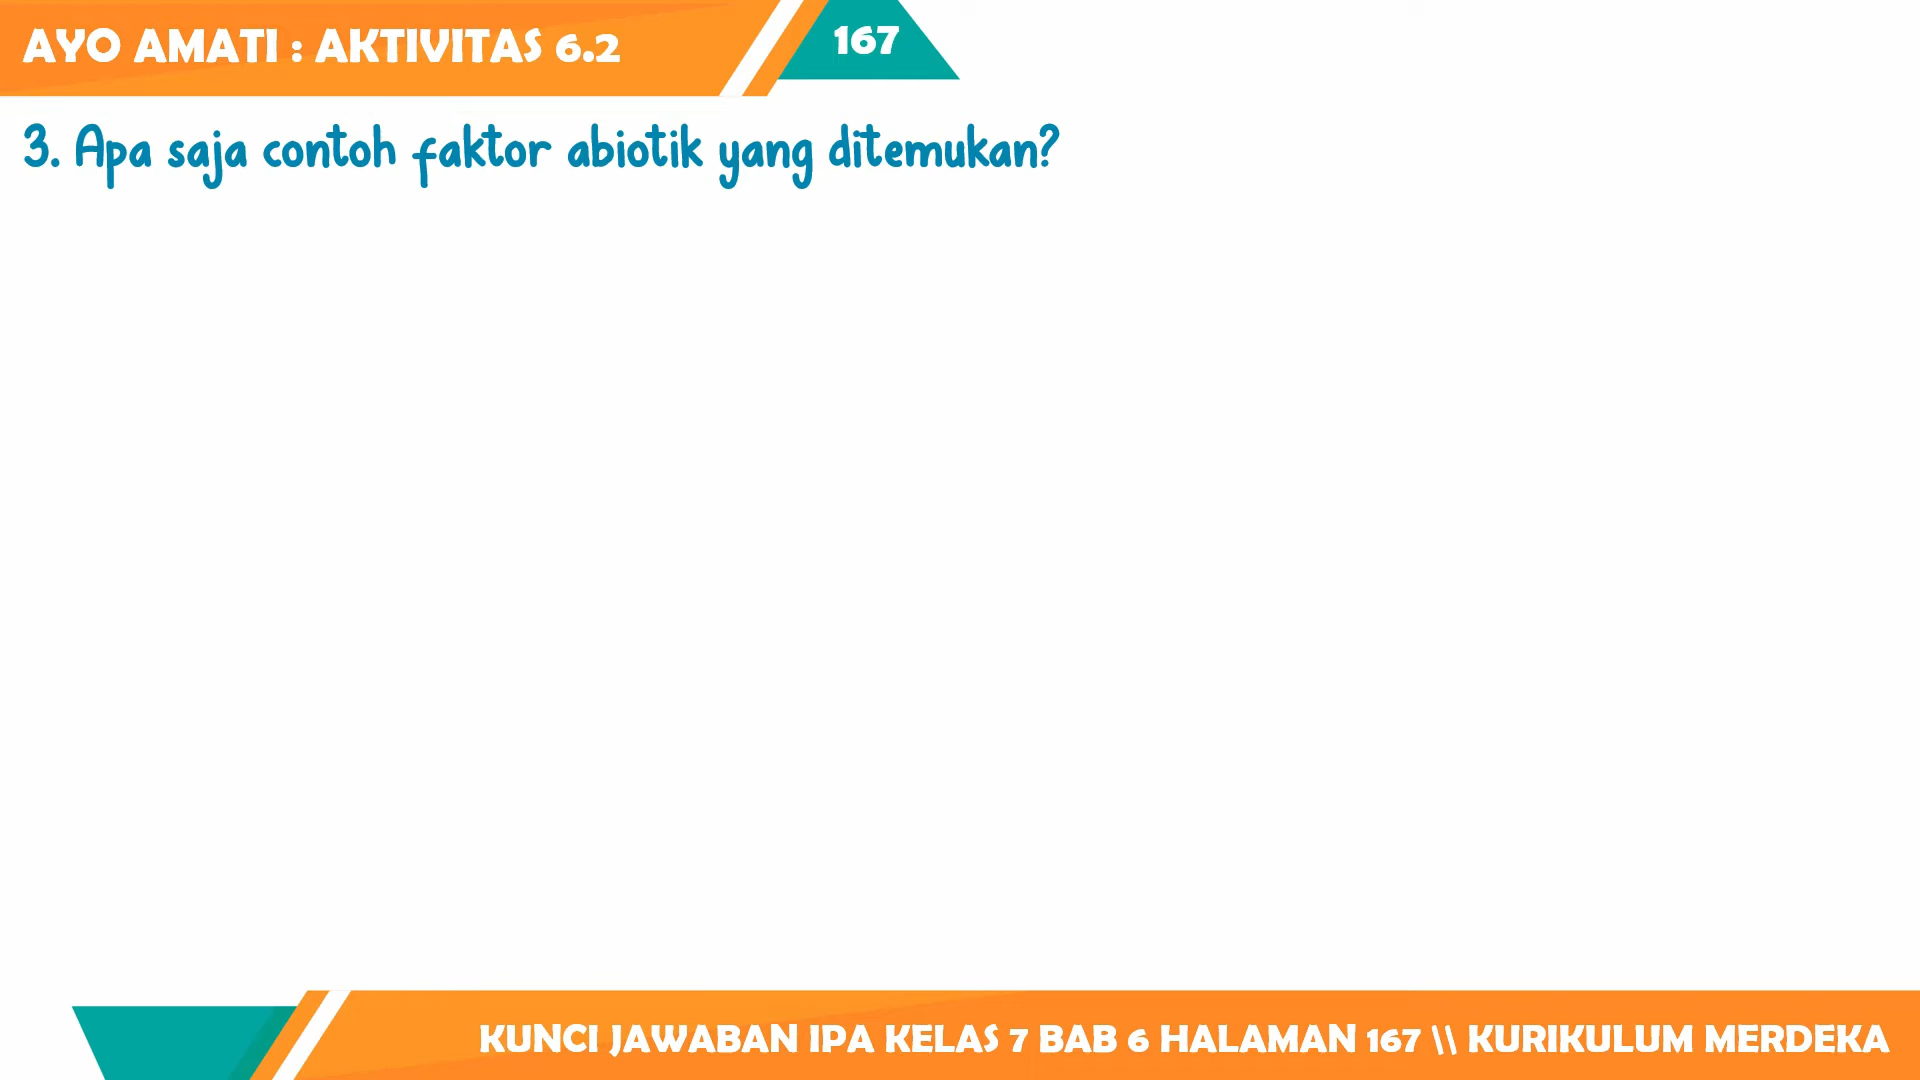 AYO AMATI : AKTIVITAS 6.2
167
3. Apa saja contoh faktor abiotik yang ditemukan?
KUNCI JAWABAN IPA KELAS 7 BAB 6 HALAMAN 167 \\ KURIKULUM MERDEKA